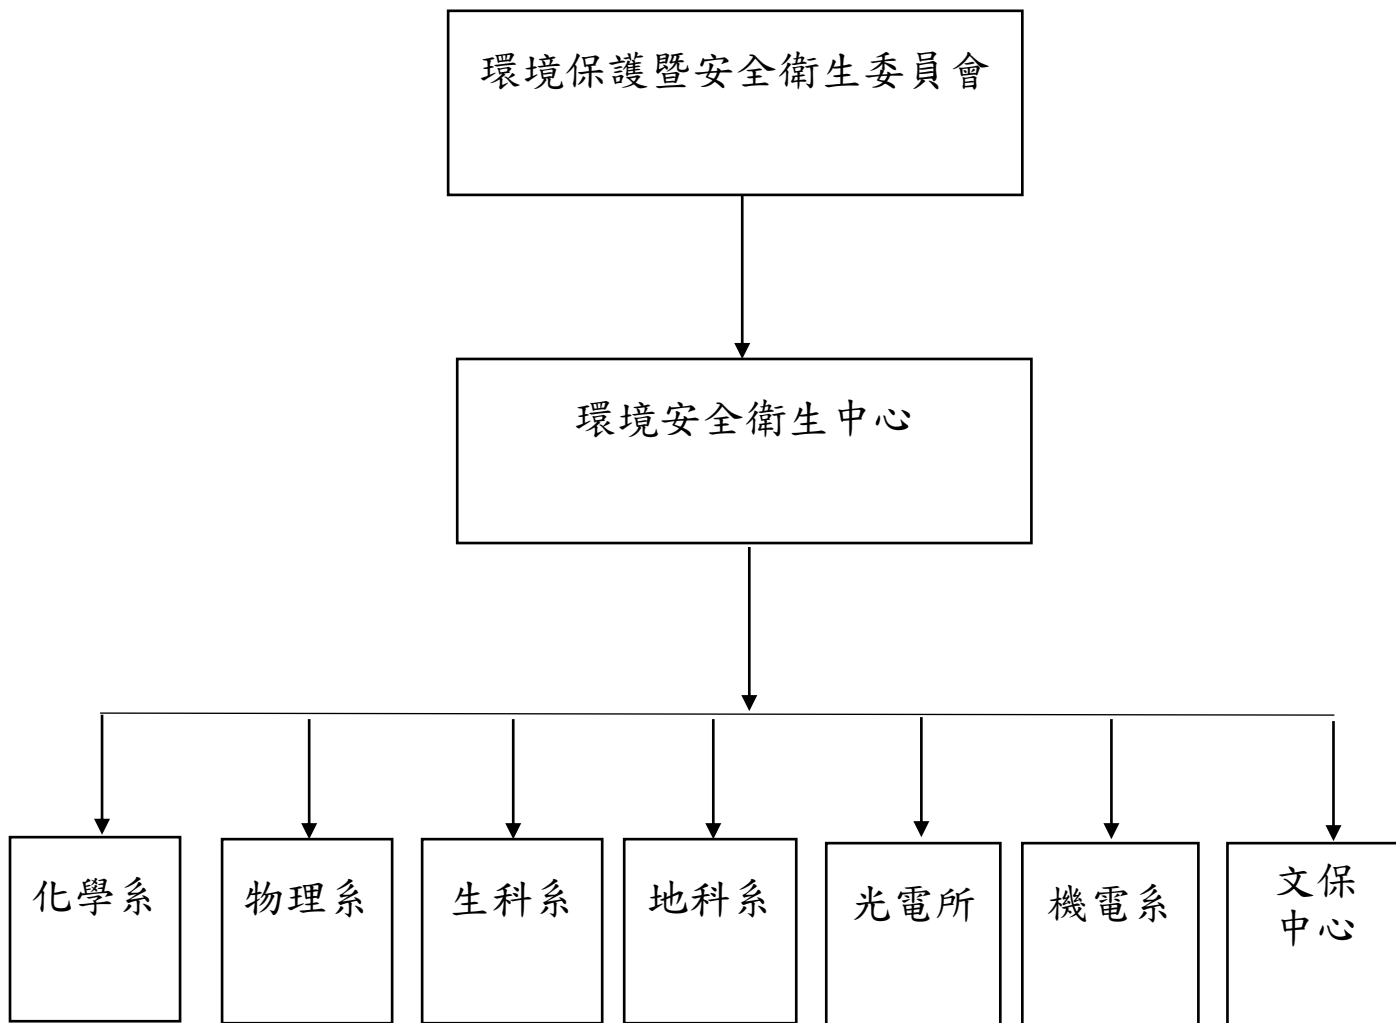 環境保護暨安全衛生委員會
環境安全衛生中心
化學系
物理系
生科系
地科系
光電所
機電系
文保
中心